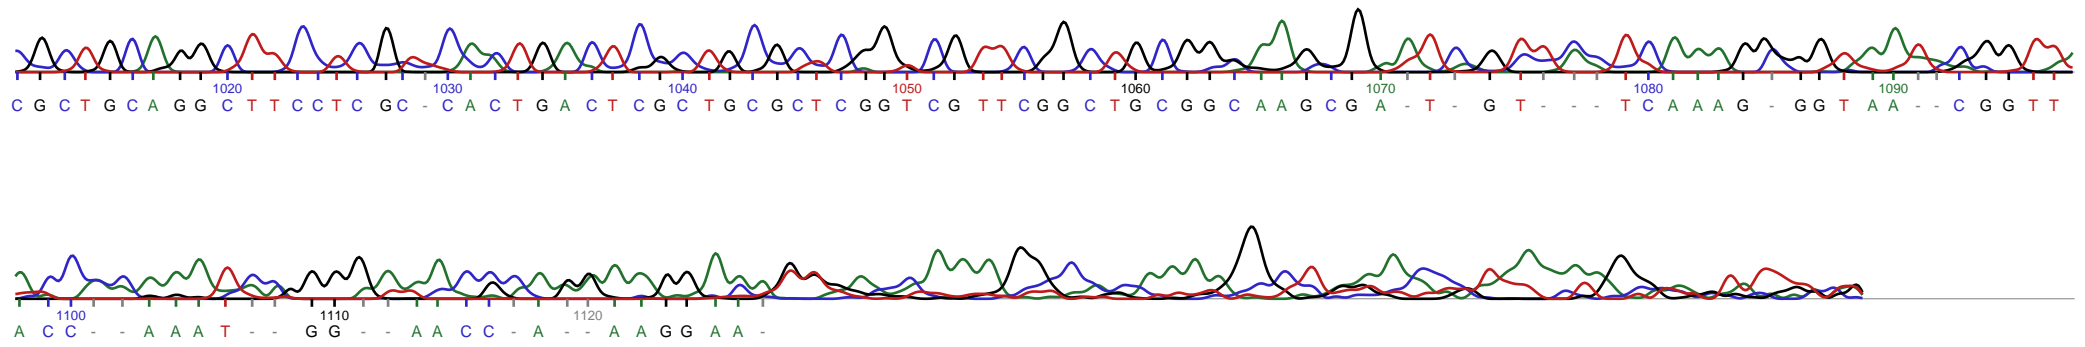 1020 1030 1040 1050 1060 1070 1080 1090
C G C T G C A G G C T T C C T C G C - C A C T G A C T C G C T G C G C T C G G T C G T T C G G C T G C G G C A A G C G A - T - G T - - - T C A A A G - G G T A A - - C G G T T
1100 1110 1120
A C C - - A A A T - - G G - - A A C C - A - - A A G G A A -